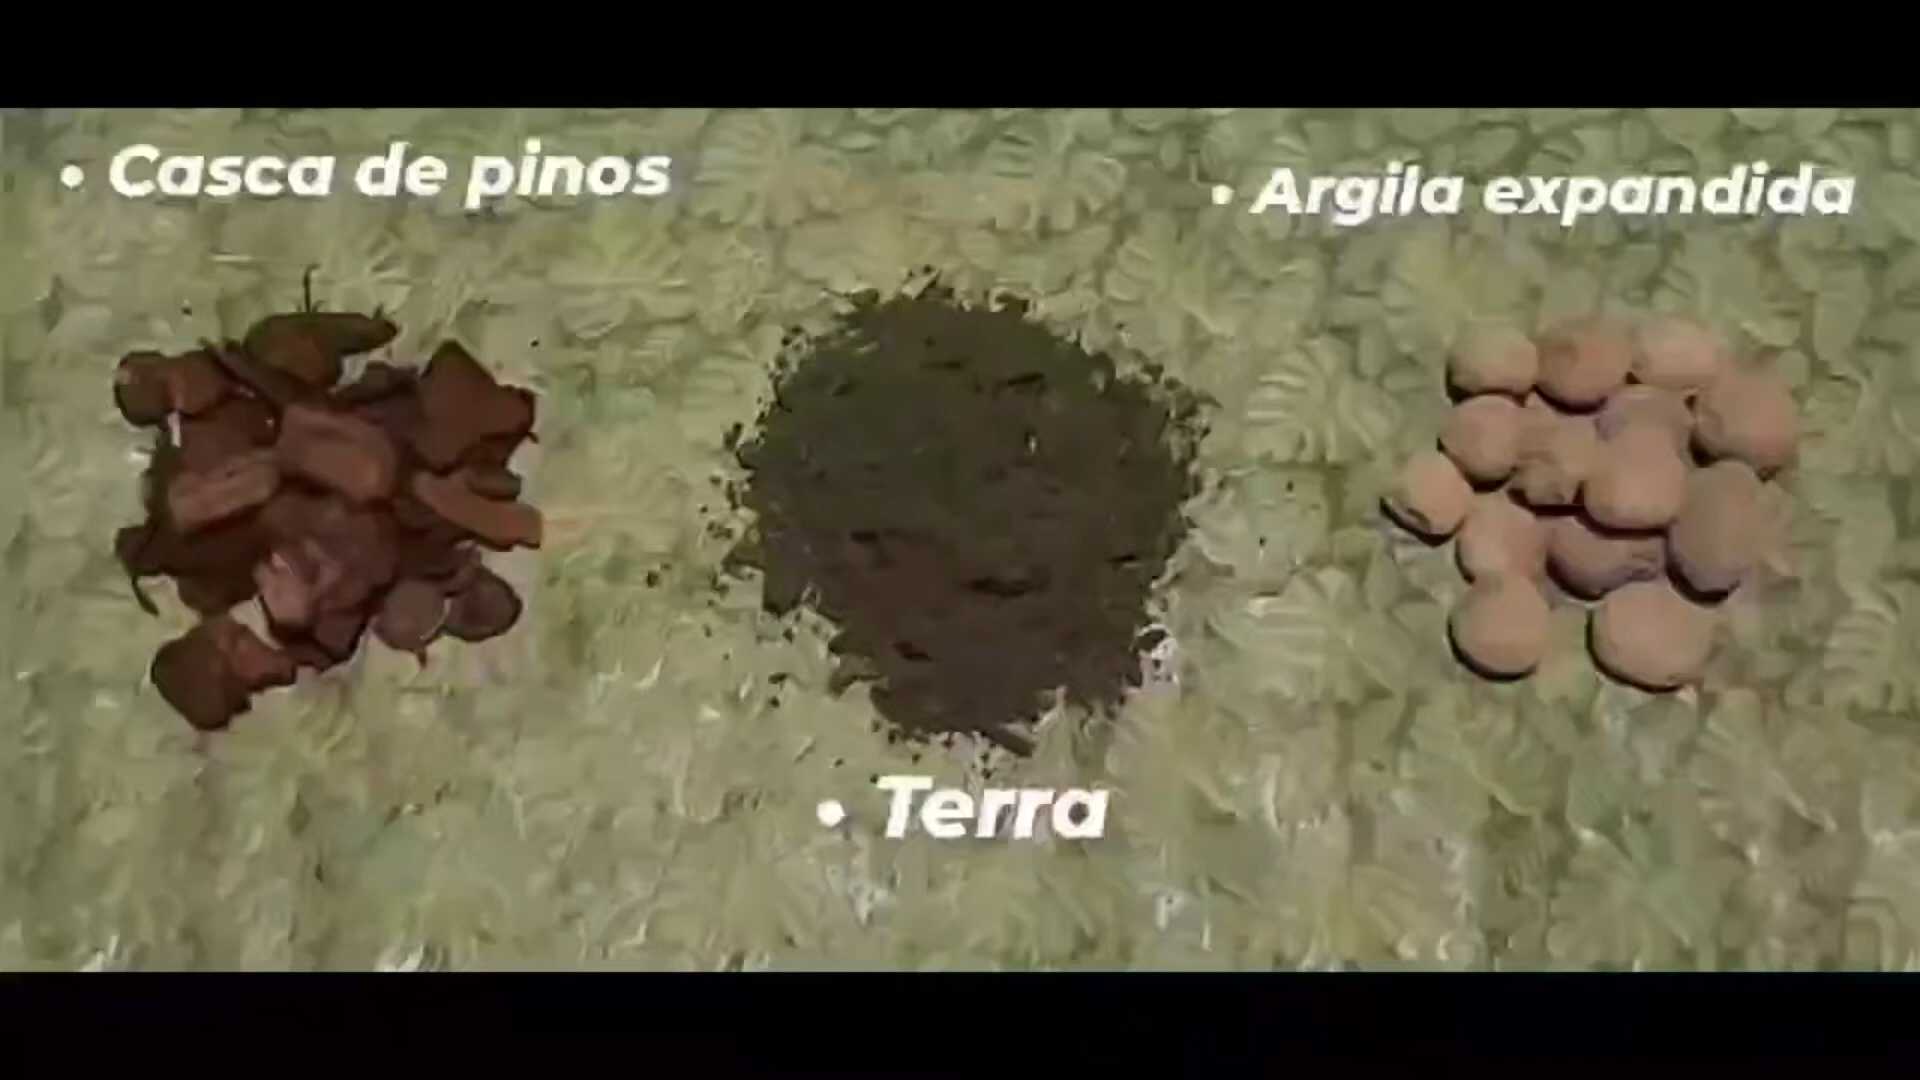 • Casca de pinos
• Argila expandida
• Terra